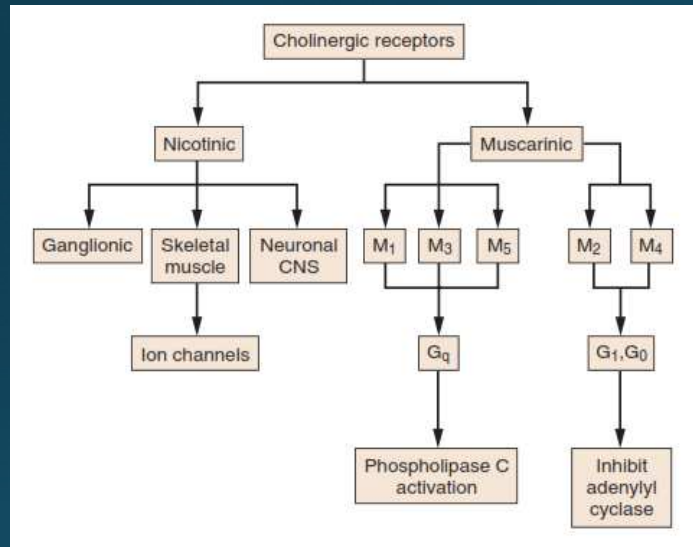 Cholinergic receptors
Nicotinic
Muscarinic
Ganglionic
Skeletal
muscle
Neuronal
CNS
M1
M3
M5
M2
M4
Ion channels
Gq
G1,G0
Phospholipase C
activation
Inhibit
adenylyl
cyclase